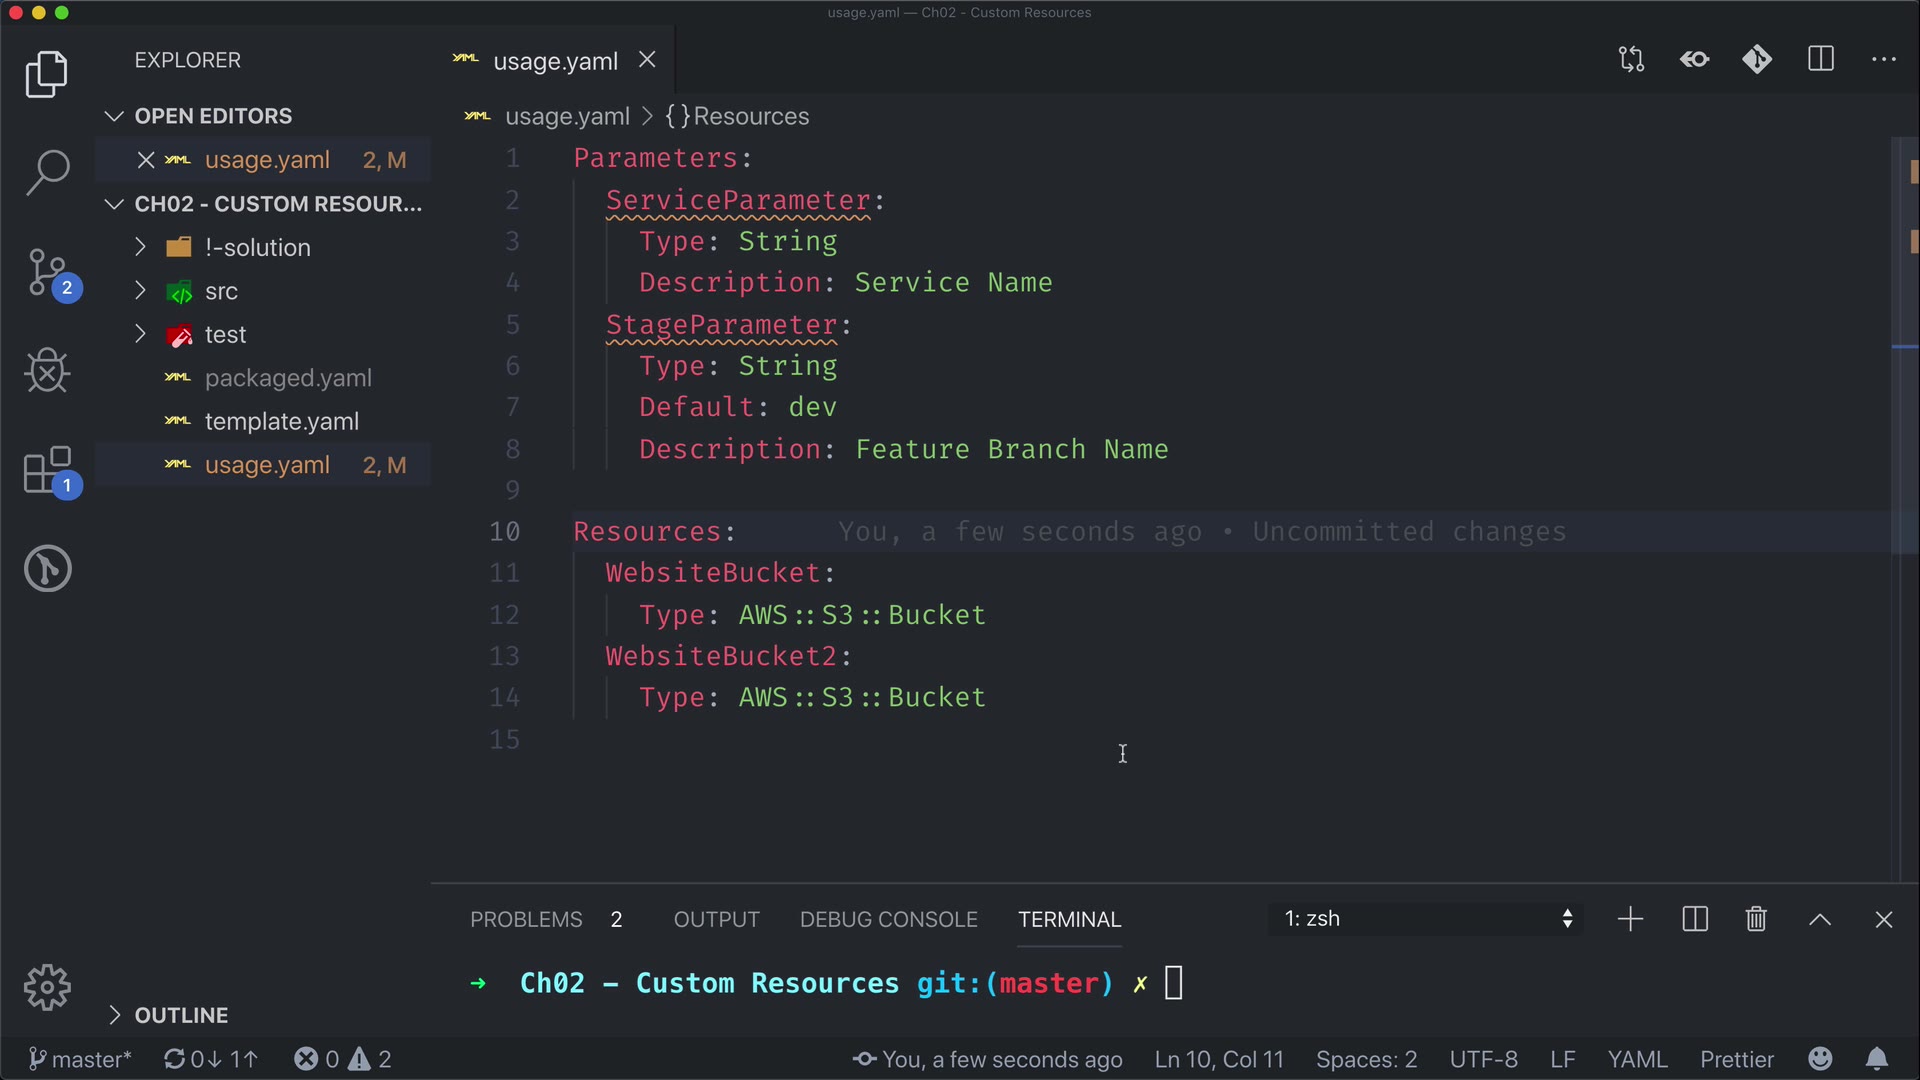 usage.yaml — Ch02 - Custom Resources
EXPLORER
OPEN EDITORS
usage.yaml 2, M
CH02 - CUSTOM RESOUR...
!-solution
src
test
packaged.yaml
template.yaml
usage.yaml 2, M
OUTLINE
2
1
usage.yaml
usage.yaml > {} Resources
1 Parameters:
2 ServiceParameter:
3 Type: String
4 Description: Service Name
5 StageParameter:
6 Type: String
7 Default: dev
8 Description: Feature Branch Name
9
10 Resources: You, a few seconds ago • Uncommitted changes
11 WebsiteBucket:
12 Type: AWS::S3::Bucket
13 WebsiteBucket2:
14 Type: AWS::S3::Bucket
15
PROBLEMS 2 OUTPUT DEBUG CONSOLE TERMINAL 1: zsh
➜ Ch02 - Custom Resources git:(master) ✗
master* 0↓ 1↑ 0 2 You, a few seconds ago Ln 10, Col 11 Spaces: 2 UTF-8 LF YAML Prettier